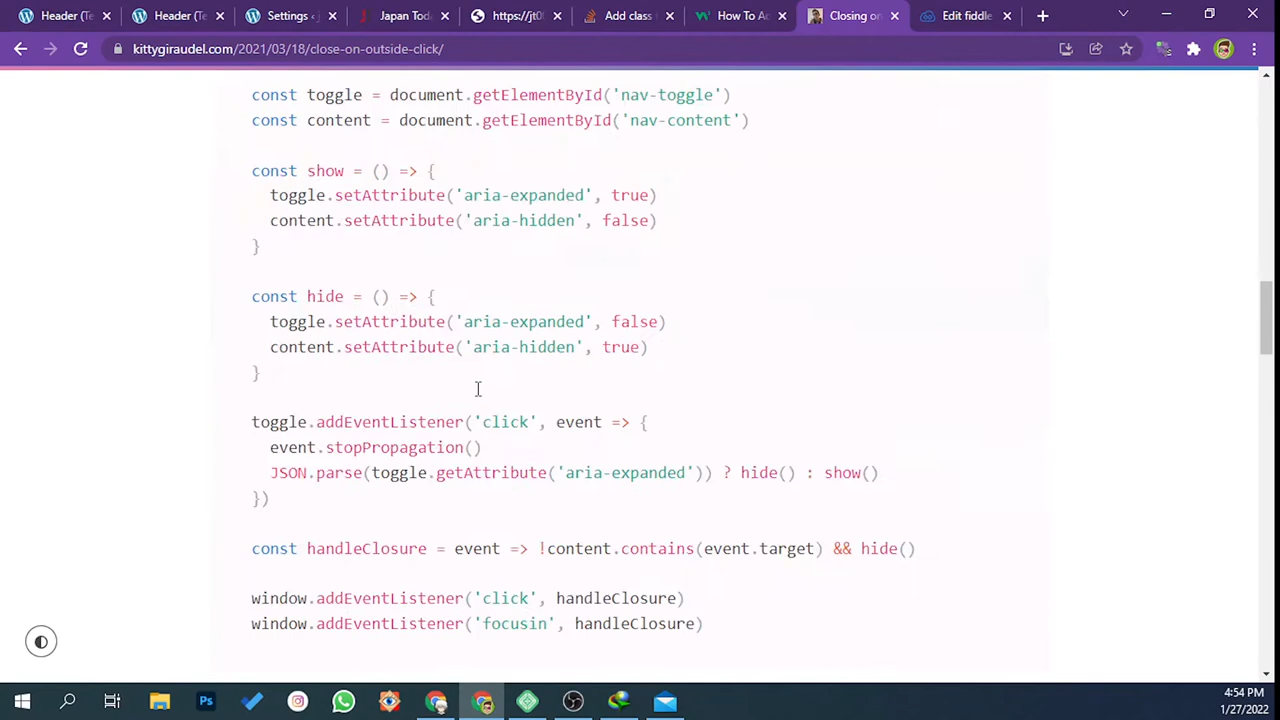 Header (Te
Header (Te
Settings ‹
Japan Toda
https://jt0f
Add class
How To Ac
Closing on
Edit fiddle
kittygiraudel.com/2021/03/18/close-on-outside-click/
const toggle = document.getElementById('nav-toggle')
const content = document.getElementById('nav-content')
const show = () => {
toggle.setAttribute('aria-expanded', true)
content.setAttribute('aria-hidden', false)
}
const hide = () => {
toggle.setAttribute('aria-expanded', false)
content.setAttribute('aria-hidden', true)
}
toggle.addEventListener('click', event => {
event.stopPropagation()
JSON.parse(toggle.getAttribute('aria-expanded')) ? hide() : show()
})
const handleClosure = event => !content.contains(event.target) && hide()
window.addEventListener('click', handleClosure)
window.addEventListener('focusin', handleClosure)
Ps
4:54 PM
1/27/2022